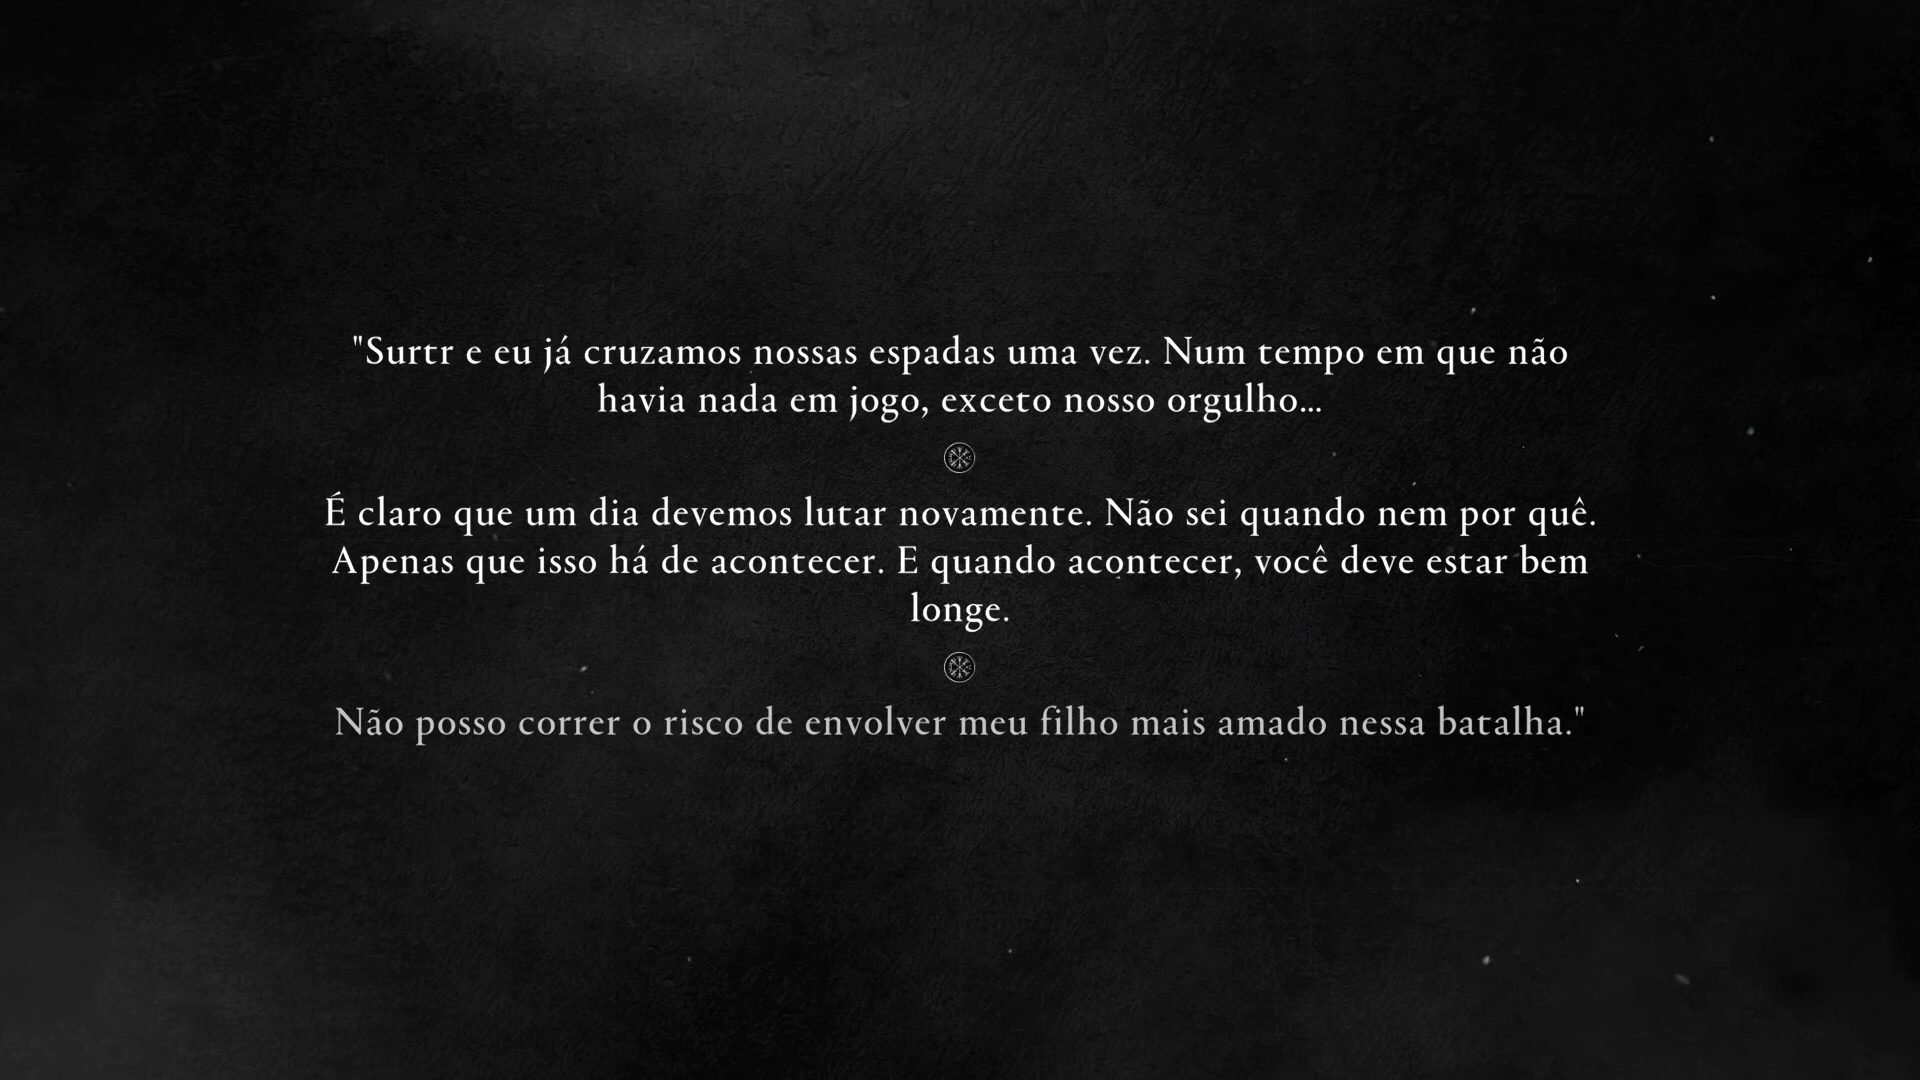 "Surtr e eu já cruzamos nossas espadas uma vez. Num tempo em que não
havia nada em jogo, exceto nosso orgulho...
É claro que um dia devemos lutar novamente. Não sei quando nem por quê.
Apenas que isso há de acontecer. E quando acontecer, você deve estar bem
longe.
Não posso correr o risco de envolver meu filho mais amado nessa batalha."